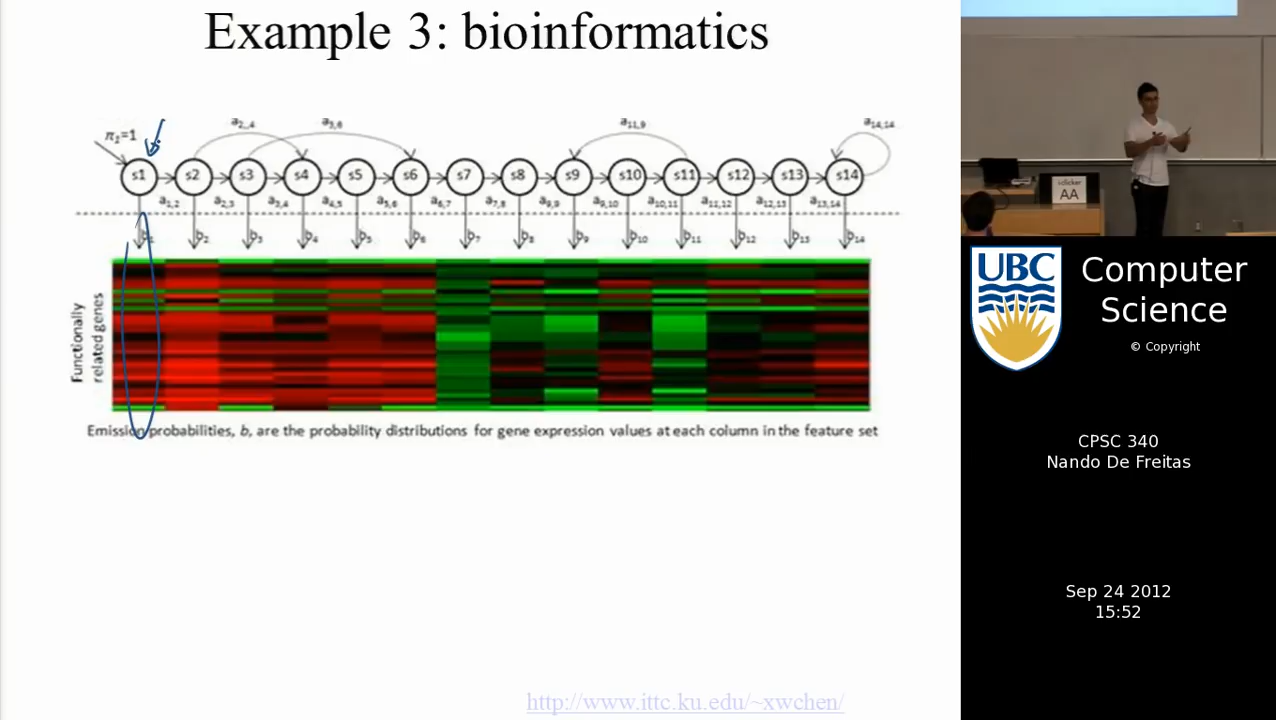 Example 3: bioinformatics
π₁=1
a₂,₄
a₃,₆
a₁₁,₉
a₁₄,₁₄
s1 s2 s3 s4 s5 s6 s7 s8 s9 s10 s11 s12 s13 s14
a₁,₂ a₂,₃ a₃,₄ a₄,₅ a₅,₆ a₆,₇ a₇,₈ a₉,₁₀ a₁₀,₁₁ a₁₁,₁₂ a₁₂,₁₃ a₁₃,₁₄
b₁ b₂ b₃ b₄ b₅ b₆ b₇ b₈ b₉ b₁₀ b₁₁ b₁₂ b₁₃ b₁₄
Functionally
related genes
Emission probabilities, b, are the probability distributions for gene expression values at each column in the feature set
http://www.ittc.ku.edu/~xwchen/
i clicker
AA
UBC
Computer
Science
© Copyright
CPSC 340
Nando De Freitas
Sep 24 2012
15:52